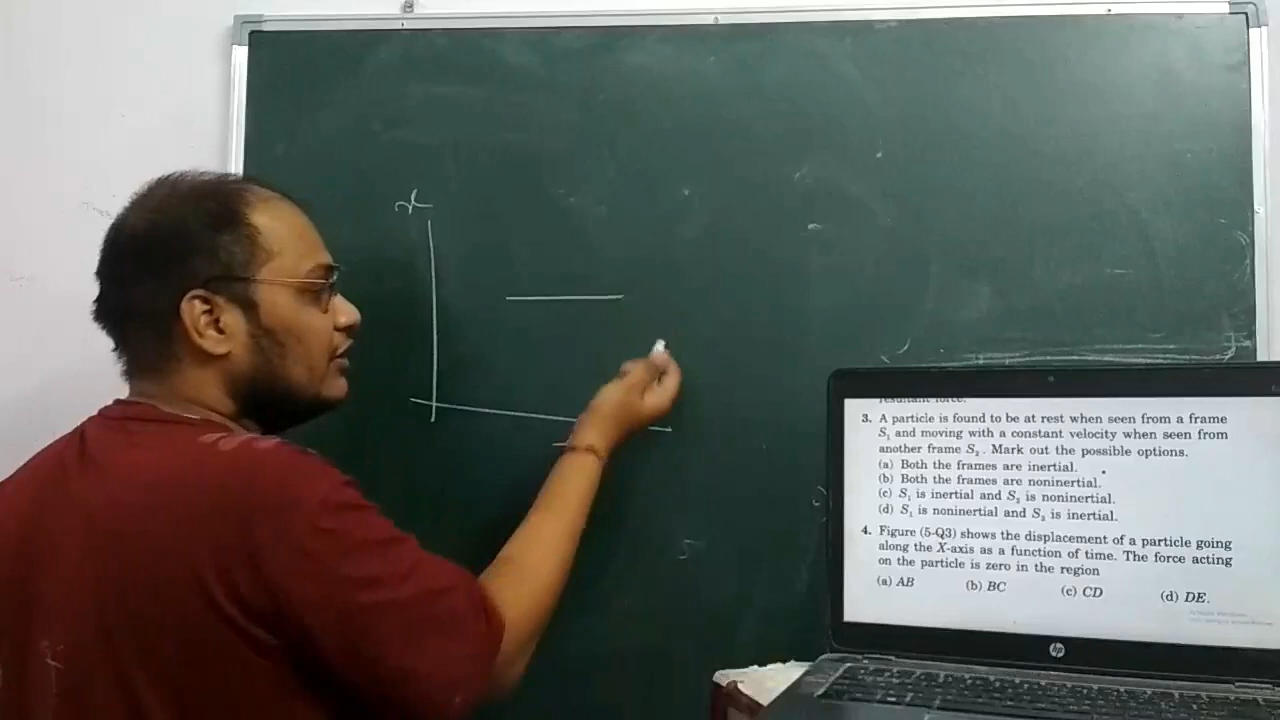 x
resultant force.
3. A particle is found to be at rest when seen from a frame
S₁ and moving with a constant velocity when seen from
another frame S₂. Mark out the possible options.
(a) Both the frames are inertial.
(b) Both the frames are noninertial.
(c) S₁ is inertial and S₂ is noninertial.
(d) S₁ is noninertial and S₂ is inertial.
4. Figure (5-Q3) shows the displacement of a particle going
along the X-axis as a function of time. The force acting
on the particle is zero in the region
(a) AB (b) BC (c) CD (d) DE.
hp